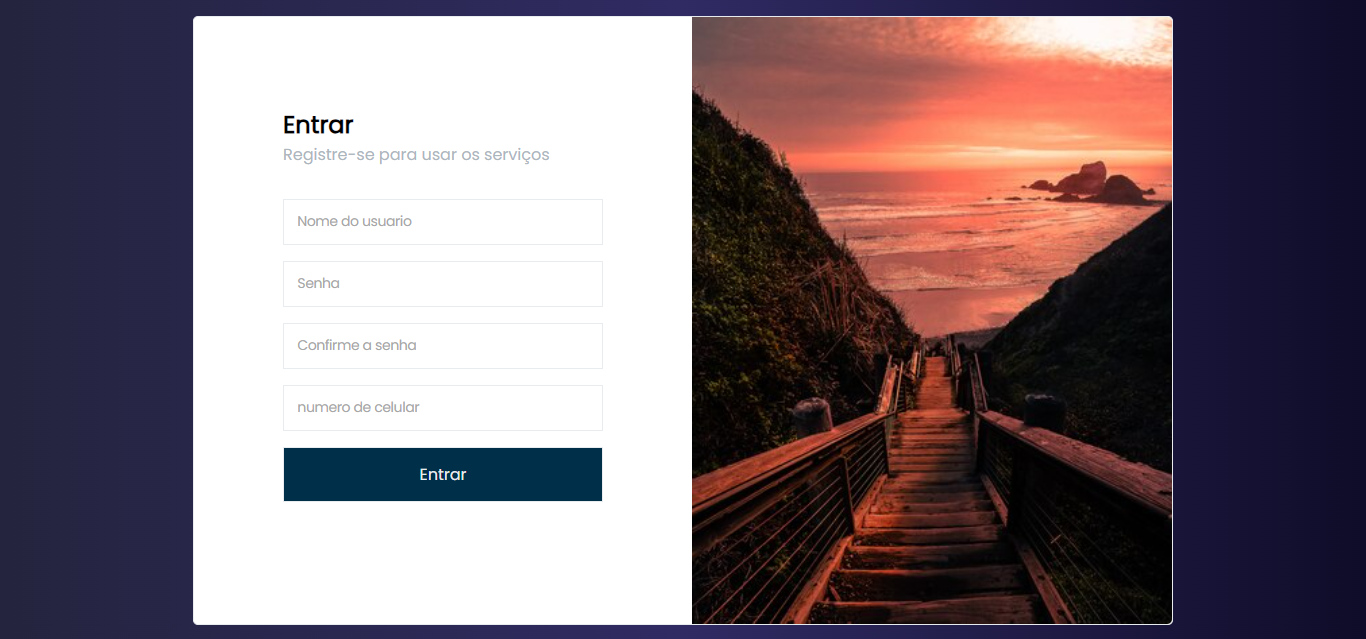 Entrar
Registre-se para usar os serviços
Nome do usuario
Senha
Confirme a senha
numero de celular
Entrar